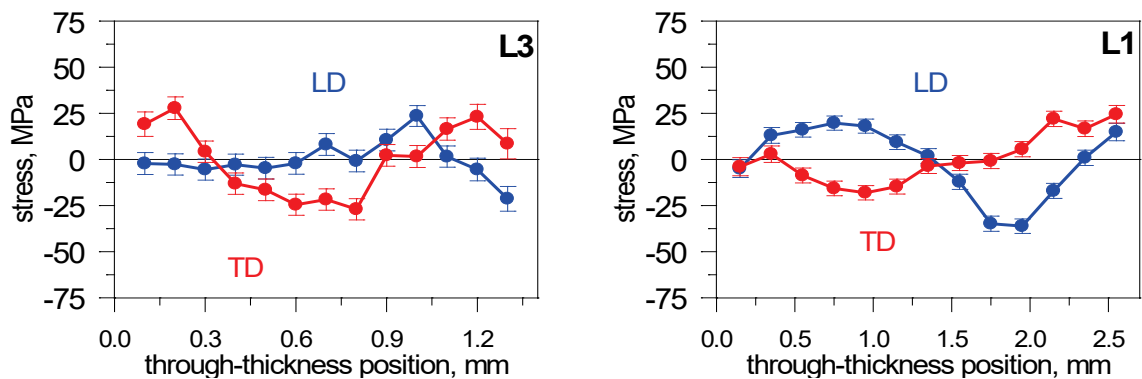 75
50
25
0
-25
-50
-75
stress, MPa
L3
LD
TD
0.0 0.3 0.6 0.9 1.2
through-thickness position, mm
75
50
25
0
-25
-50
-75
stress, MPa
L1
LD
TD
0.0 0.5 1.0 1.5 2.0 2.5
through-thickness position, mm